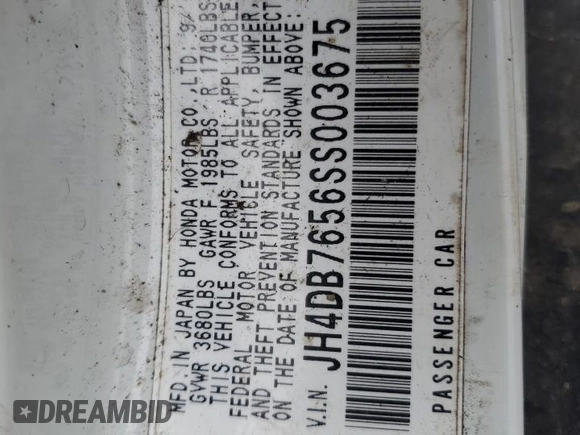 MFD. IN JAPAN BY HONDA MOTOR CO.,LTD; 9/
GVWR 3680LBS GAWR F 1985LBS R 1740LBS
THIS VEHICLE CONFORMS TO ALL APPLICABLE
FEDERAL MOTOR VEHICLE SAFETY, BUMPER,
AND THEFT PREVENTION STANDARDS IN EFFECT
ON THE DATE OF MANUFACTURE SHOWN ABOVE:
V.I.N. JH4DB7656SS003675
PASSENGER CAR
DREAMBID